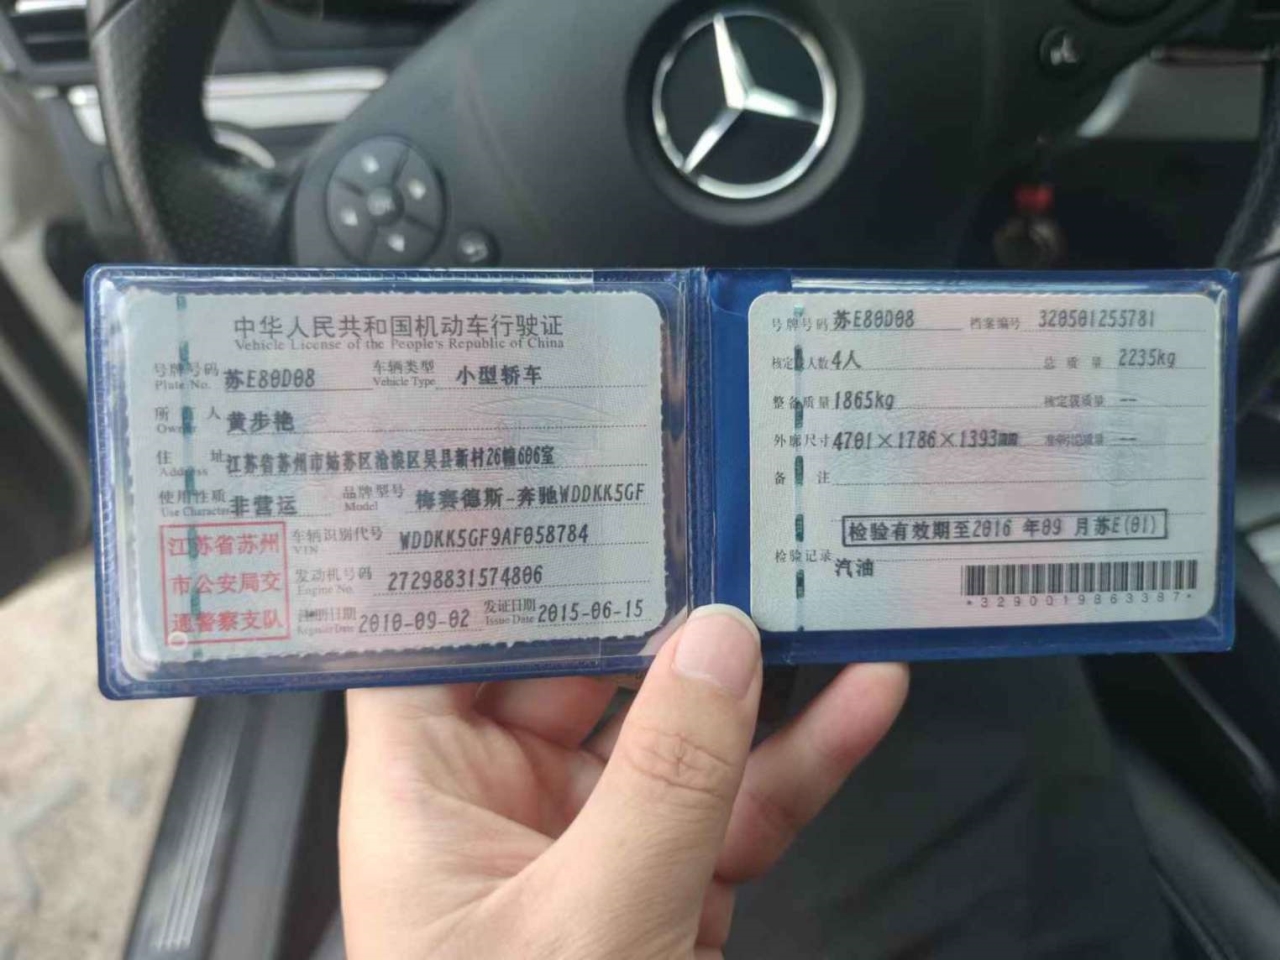 中华人民共和国机动车行驶证
Vehicle License of the People's Republic of China
号牌号码 苏E80D08 车辆类型 小型轿车
Plate No. Vehicle Type
所有人 黄步艳
Owner
住址 江苏省苏州市姑苏区沧浪区吴县新村26幢606室
Address
使用性质 非营运 品牌型号 梅赛德斯-奔驰WDDKK5GF
Use Character Model
江苏省苏州
市公安局交
通警察支队
车辆识别代号 WDDKK5GF9AF058784
VIN
发动机号码 27298831574806
Engine No.
注册日期 2010-09-02 发证日期 2015-06-15
Register Date Issue Date
号牌号码 苏E80D08 档案编号 320501255781
核定载人数 4人 总质量 2235kg
整备质量 1865kg 核定载质量 --
外廓尺寸 4701×1786×1393mm 准牵引总质量 --
备注
检验有效期至2016 年09 月苏E(01)
检验记录
汽油
*3290019863387*